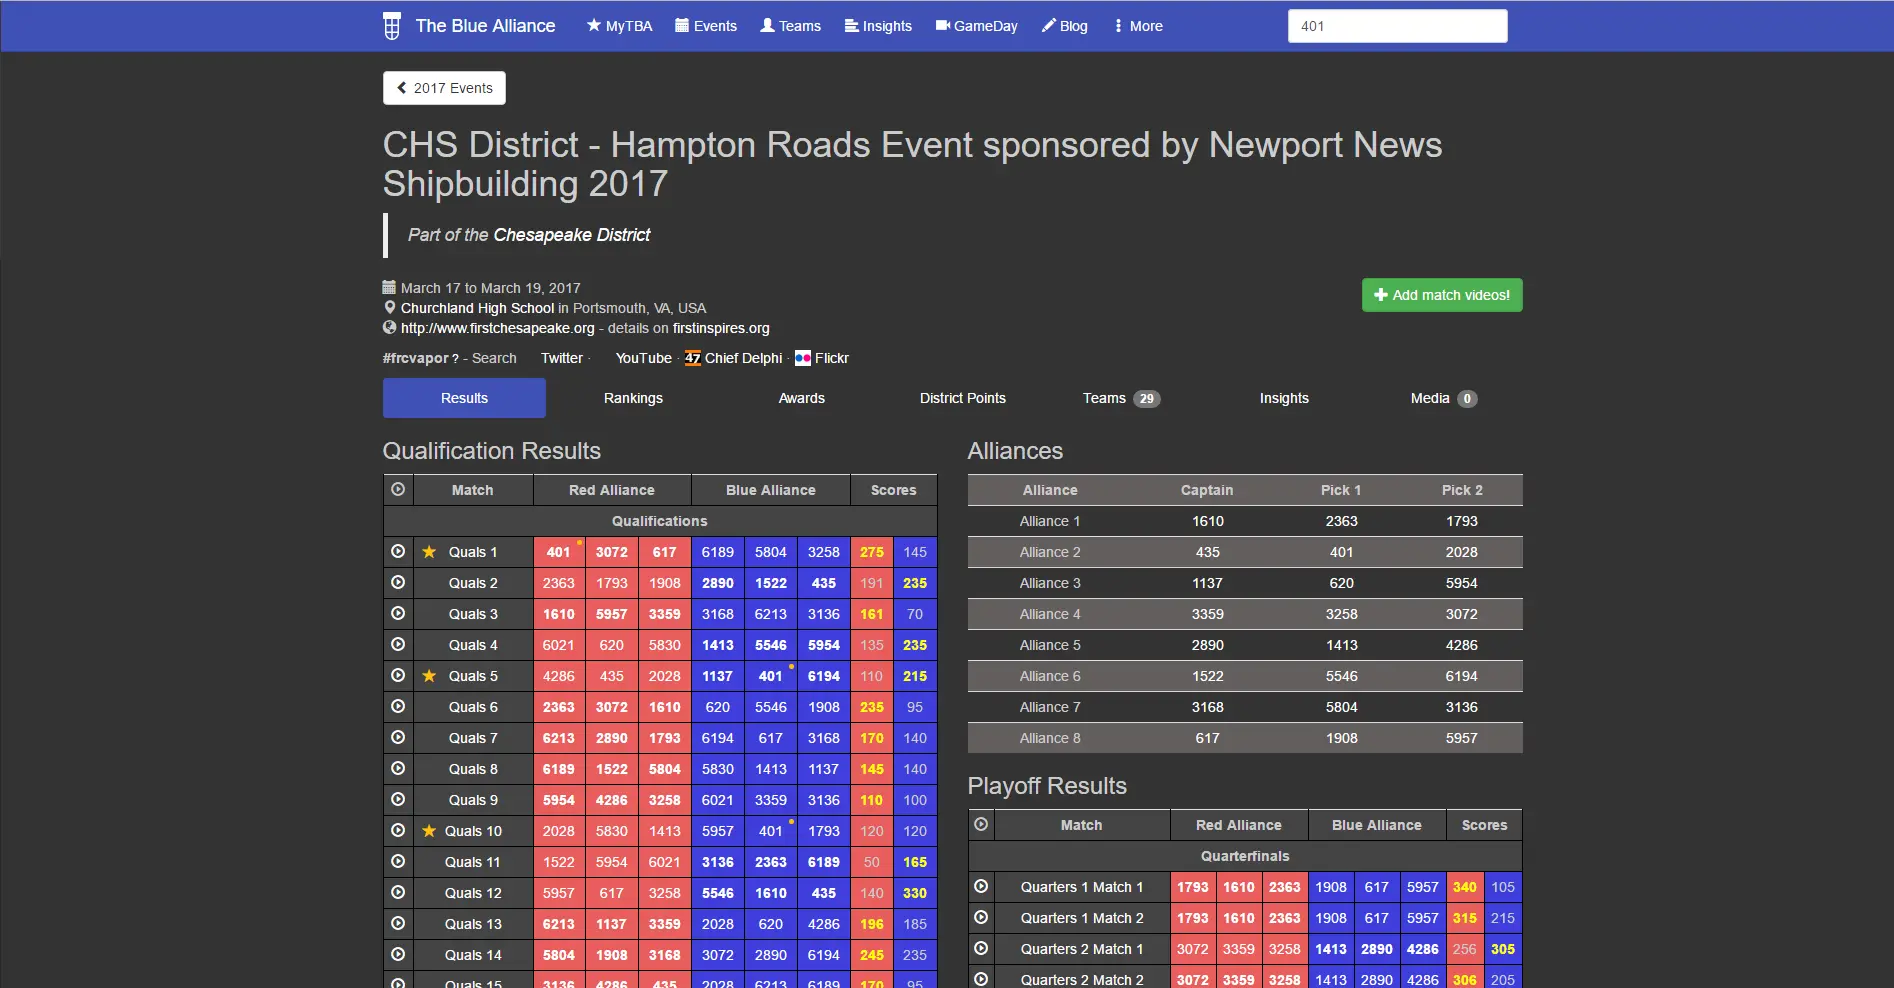 The Blue Alliance MyTBA Events Teams Insights GameDay Blog More 401
2017 Events
CHS District - Hampton Roads Event sponsored by Newport News
Shipbuilding 2017
Part of the Chesapeake District
March 17 to March 19, 2017
Add match videos!
Churchland High School in Portsmouth, VA, USA
http://www.firstchesapeake.org - details on firstinspires.org
#frcvapor ? - Search Twitter · YouTube · 47 Chief Delphi · Flickr
Results Rankings Awards District Points Teams 29 Insights Media 0
Qualification Results
Match Red Alliance Blue Alliance Scores
Qualifications
Quals 1 401 3072 617 6189 5804 3258 275 145
Quals 2 2363 1793 1908 2890 1522 435 191 235
Quals 3 1610 5957 3359 3168 6213 3136 161 70
Quals 4 6021 620 5830 1413 5546 5954 135 235
Quals 5 4286 435 2028 1137 401 6194 110 215
Quals 6 2363 3072 1610 620 5546 1908 235 95
Quals 7 6213 2890 1793 6194 617 3168 170 140
Quals 8 6189 1522 5804 5830 1413 1137 145 140
Quals 9 5954 4286 3258 6021 3359 3136 110 100
Quals 10 2028 5830 1413 5957 401 1793 120 120
Quals 11 1522 5954 6021 3136 2363 6189 50 165
Quals 12 5957 617 3258 5546 1610 435 140 330
Quals 13 6213 1137 3359 2028 620 4286 196 185
Quals 14 5804 1908 3168 3072 2890 6194 245 235
Quals 15 3136 4286 435 2028 6213 6189 170 95
Alliances
Alliance Captain Pick 1 Pick 2
Alliance 1 1610 2363 1793
Alliance 2 435 401 2028
Alliance 3 1137 620 5954
Alliance 4 3359 3258 3072
Alliance 5 2890 1413 4286
Alliance 6 1522 5546 6194
Alliance 7 3168 5804 3136
Alliance 8 617 1908 5957
Playoff Results
Match Red Alliance Blue Alliance Scores
Quarterfinals
Quarters 1 Match 1 1793 1610 2363 1908 617 5957 340 105
Quarters 1 Match 2 1793 1610 2363 1908 617 5957 315 215
Quarters 2 Match 1 3072 3359 3258 1413 2890 4286 256 305
Quarters 2 Match 2 3072 3359 3258 1413 2890 4286 306 205